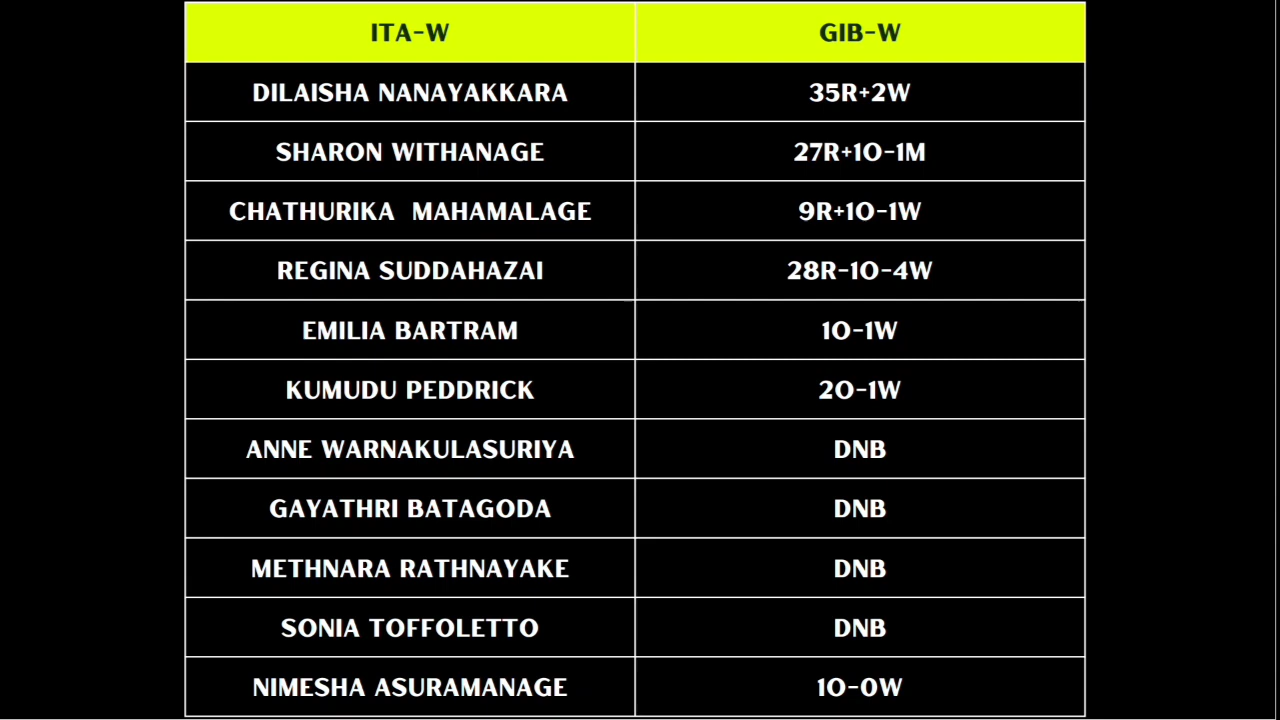 ITA-W GIB-W
DILAISHA NANAYAKKARA 35R+2W
SHARON WITHANAGE 27R+1O-1M
CHATHURIKA MAHAMALAGE 9R+1O-1W
REGINA SUDDAHAZAI 28R-1O-4W
EMILIA BARTRAM 1O-1W
KUMUDU PEDDRICK 2O-1W
ANNE WARNAKULASURIYA DNB
GAYATHRI BATAGODA DNB
METHNARA RATHNAYAKE DNB
SONIA TOFFOLETTO DNB
NIMESHA ASURAMANAGE 1O-0W